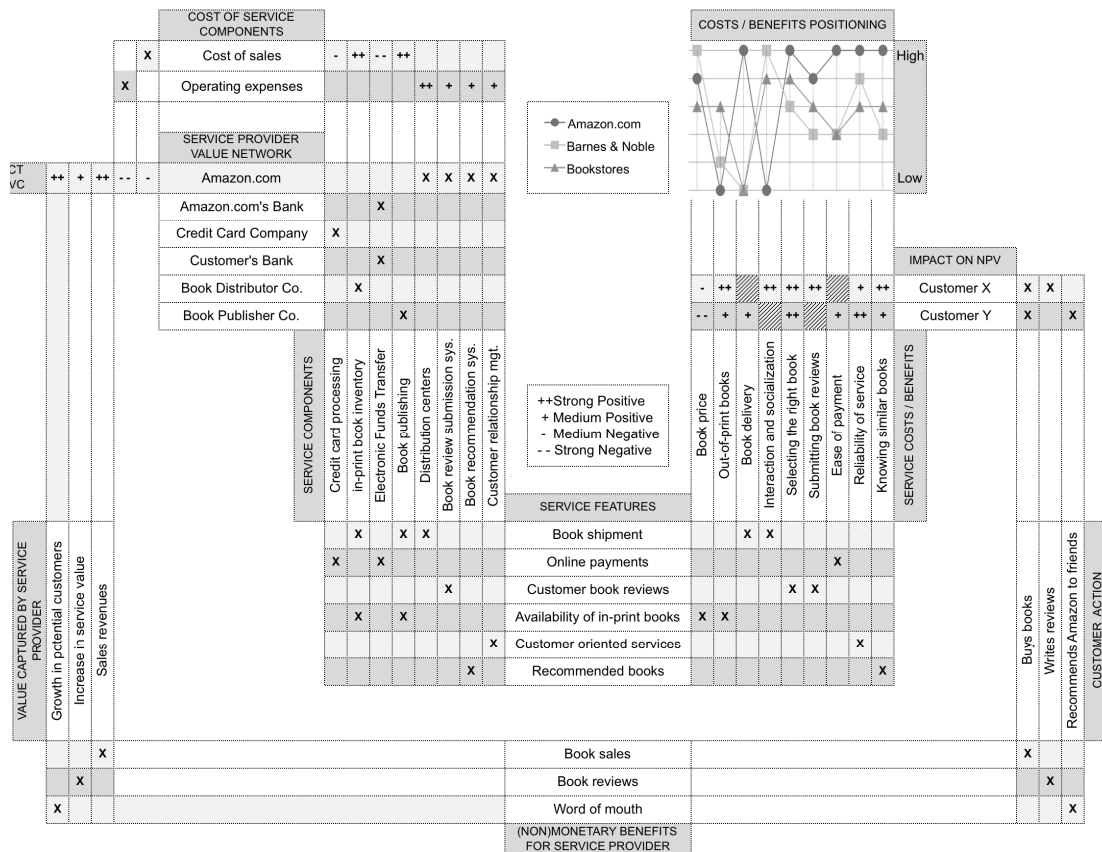 COST OF SERVICE
COMPONENTS
X Cost of sales - ++ -- ++
X Operating expenses ++ + + +
SERVICE PROVIDER
VALUE NETWORK
CT
VC
++ + ++ -- - Amazon.com X X X X
Amazon.com's Bank X
Credit Card Company X
Customer's Bank X
Book Distributor Co. X
Book Publisher Co. X
COSTS / BENEFITS POSITIONING
High
Low
Amazon.com
Barnes & Noble
Bookstores
IMPACT ON NPV
- ++ ++ ++ ++ + ++ Customer X X X
-- + + ++ + ++ + Customer Y X X
SERVICE COMPONENTS
Credit card processing
in-print book inventory
Electronic Funds Transfer
Book publishing
Distribution centers
Book review submission sys.
Book recommendation sys.
Customer relationship mgt.
++Strong Positive
+ Medium Positive
- Medium Negative
-- Strong Negative
Book price
Out-of-print books
Book delivery
Interaction and socialization
Selecting the right book
Submitting book reviews
Ease of payment
Reliability of service
Knowing similar books
SERVICE COSTS / BENEFITS
SERVICE FEATURES
X X X Book shipment X X
X X Online payments X
X Customer book reviews X X
X X Availability of in-print books X X
X Customer oriented services X
X Recommended books X
VALUE CAPTURED BY SERVICE
PROVIDER
Growth in potential customers
Increase in service value
Sales revenues
Buys books
Writes reviews
Recommends Amazon to friends
CUSTOMER ACTION
X Book sales X
X Book reviews X
X Word of mouth X
(NON)MONETARY BENEFITS
FOR SERVICE PROVIDER